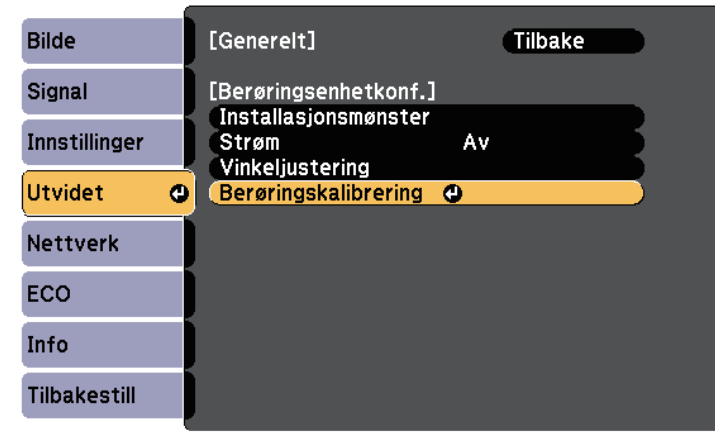 Bilde
Signal
Innstillinger
Utvidet
Nettverk
ECO
Info
Tilbakestill
[Generelt] Tilbake
[Berøringsenhetkonf.]
Installasjonsmønster
Strøm Av
Vinkeljustering
Berøringskalibrering